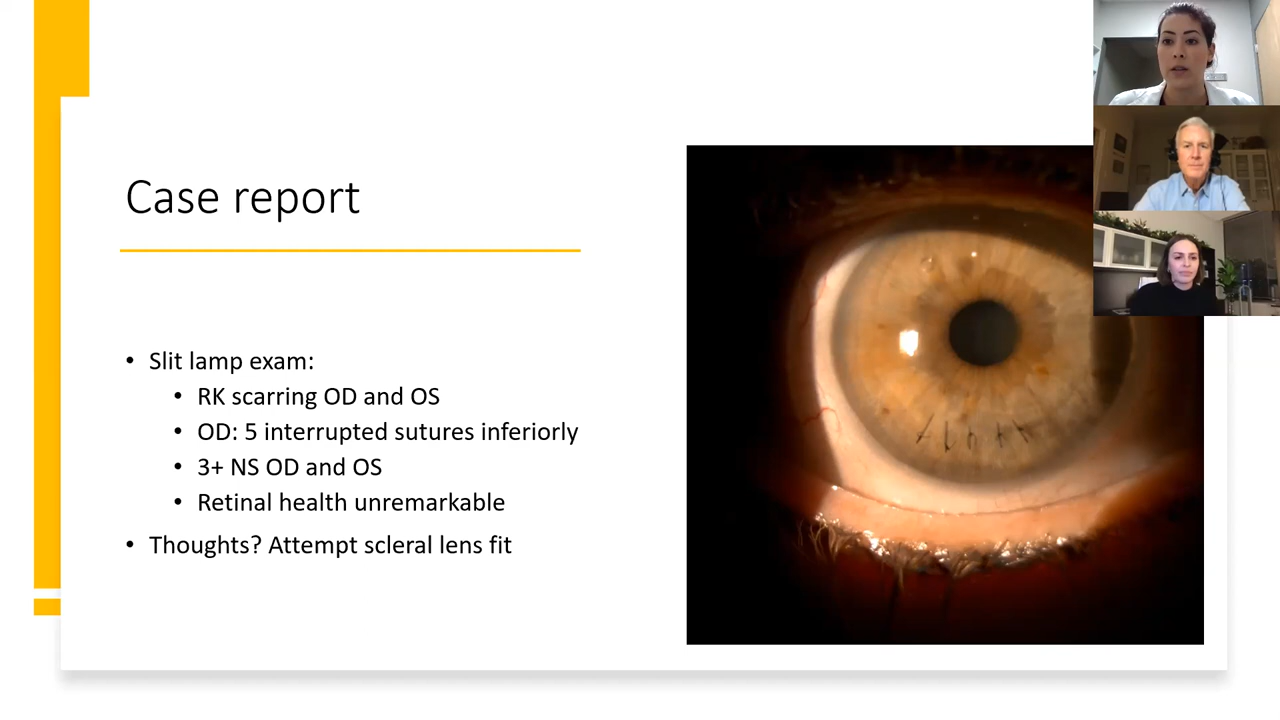 Case report
• Slit lamp exam:
• RK scarring OD and OS
• OD: 5 interrupted sutures inferiorly
• 3+ NS OD and OS
• Retinal health unremarkable
• Thoughts? Attempt scleral lens fit